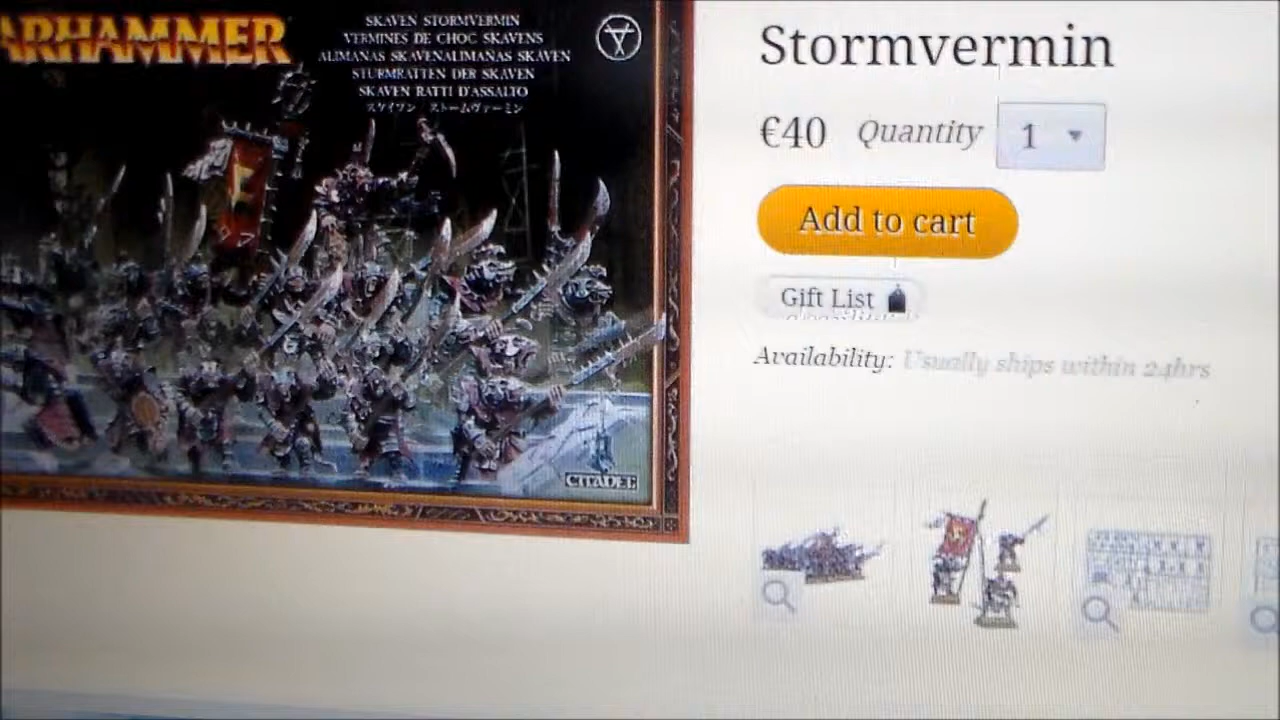 ARHAMMER
SKAVEN STORMVERMIN
VERMINES DE CHOC SKAVENS
ALIMAÑAS SKAVENALIMAÑAS SKAVEN
STURMRATTEN DER SKAVEN
SKAVEN RATTI D'ASSALTO
スケイブン ストームヴァーミン
CITADEL
Stormvermin
€40 Quantity 1
Add to cart
Gift List
Availability: Usually ships within 24hrs